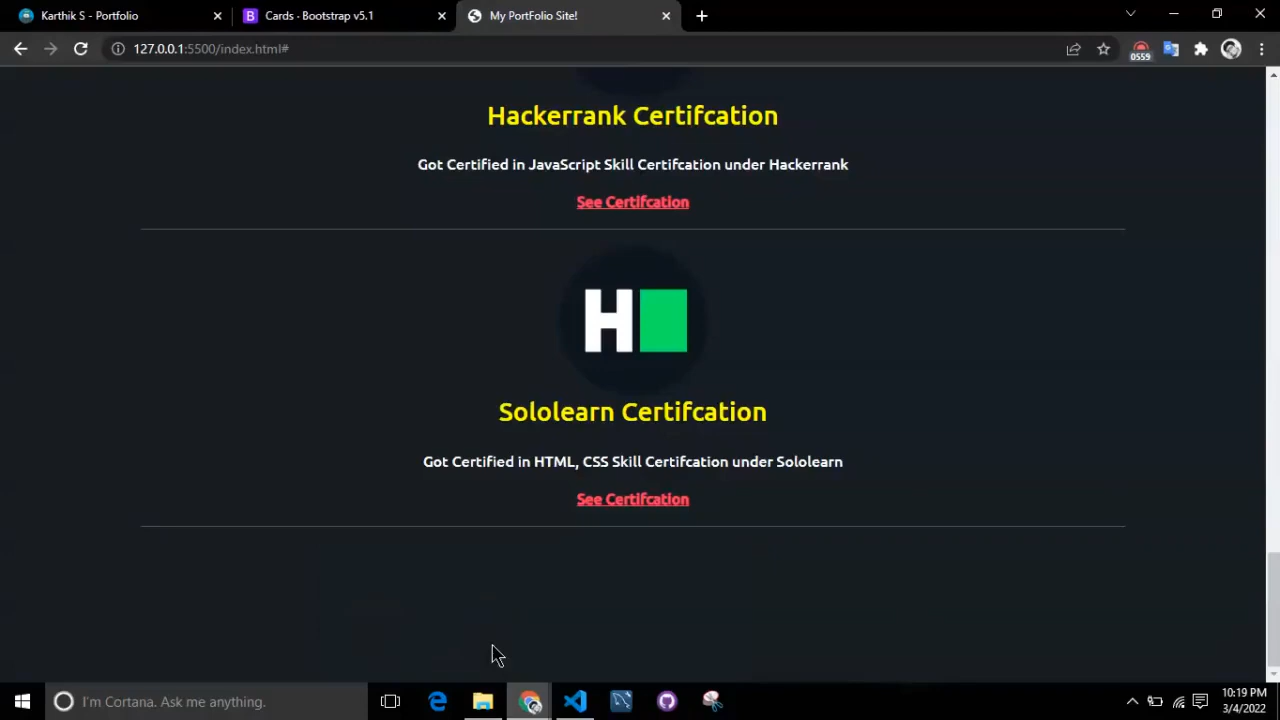 Karthik S - Portfolio
Cards · Bootstrap v5.1
My PortFolio Site!
127.0.0.1:5500/index.html#
0559
Hackerrank Certifcation
Got Certified in JavaScript Skill Certifcation under Hackerrank
See Certifcation
H
Sololearn Certifcation
Got Certified in HTML, CSS Skill Certifcation under Sololearn
See Certifcation
I'm Cortana. Ask me anything.
10:19 PM
3/4/2022